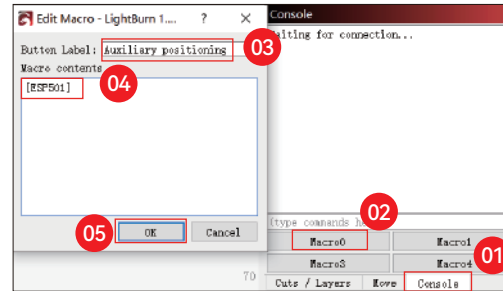 Edit Macro - LightBurn 1.... ? ×
Button Label: Auxiliary positioning
03
Macro contents
04
[ESP501]
05
OK
Cancel
70
Console
Waiting for connection...
02
(type commands h
Macro0
Macro1
01
Macro3
Macro4
Cuts / Layers
Move
Console